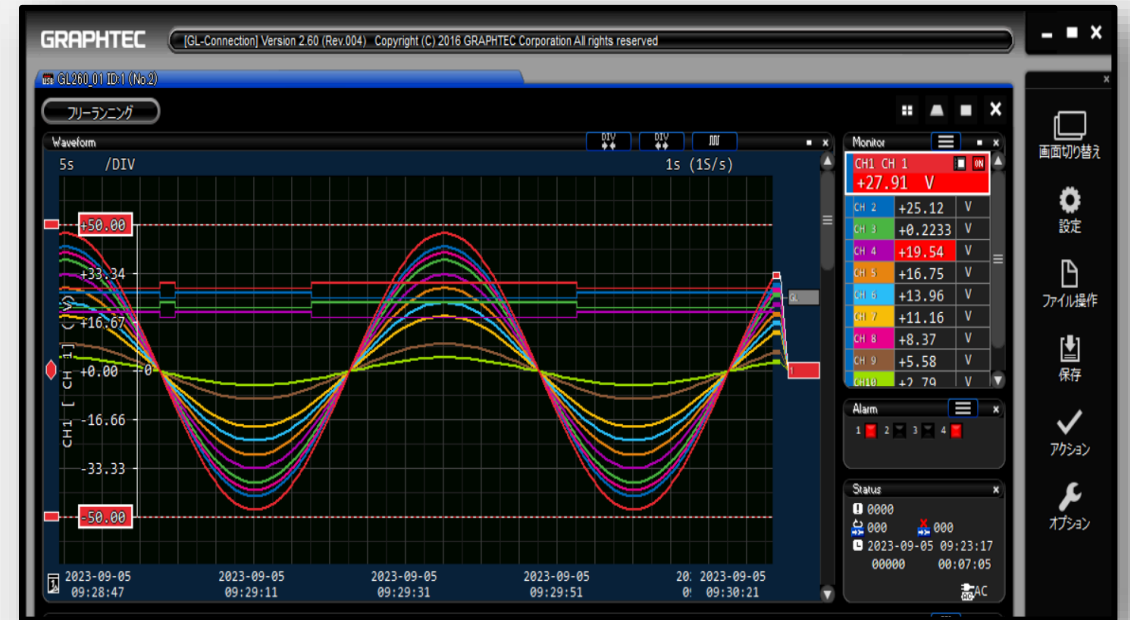 GRAPHTEC
[GL-Connection] Version 2.60 (Rev.004) Copyright (C) 2016 GRAPHTEC Corporation All rights reserved
USB GL260_01 ID:1 (No.2)
フリーランニング
Waveform
DIV
DIV
5s /DIV
1s (1S/s)
+50.00
+33.34
+16.67
+0.00
0
-16.66
-33.33
-50.00
CH1 [ CH 1] ( V)
GL
1
2023-09-05
09:28:47
2023-09-05
09:29:11
2023-09-05
09:29:31
2023-09-05
09:29:51
20
0
2023-09-05
09:30:21
Monitor
CH1 CH 1 ON
+27.91 V
CH 2 +25.12 V
CH 3 +0.2233 V
CH 4 +19.54 V
CH 5 +16.75 V
CH 6 +13.96 V
CH 7 +11.16 V
CH 8 +8.37 V
CH 9 +5.58 V
CH10 +2.79 V
Alarm
1 2 3 4
Status
0000
000 000
2023-09-05 09:23:17
00000 00:07:05
AC
画面切り替え
設定
ファイル操作
保存
アクション
オプション